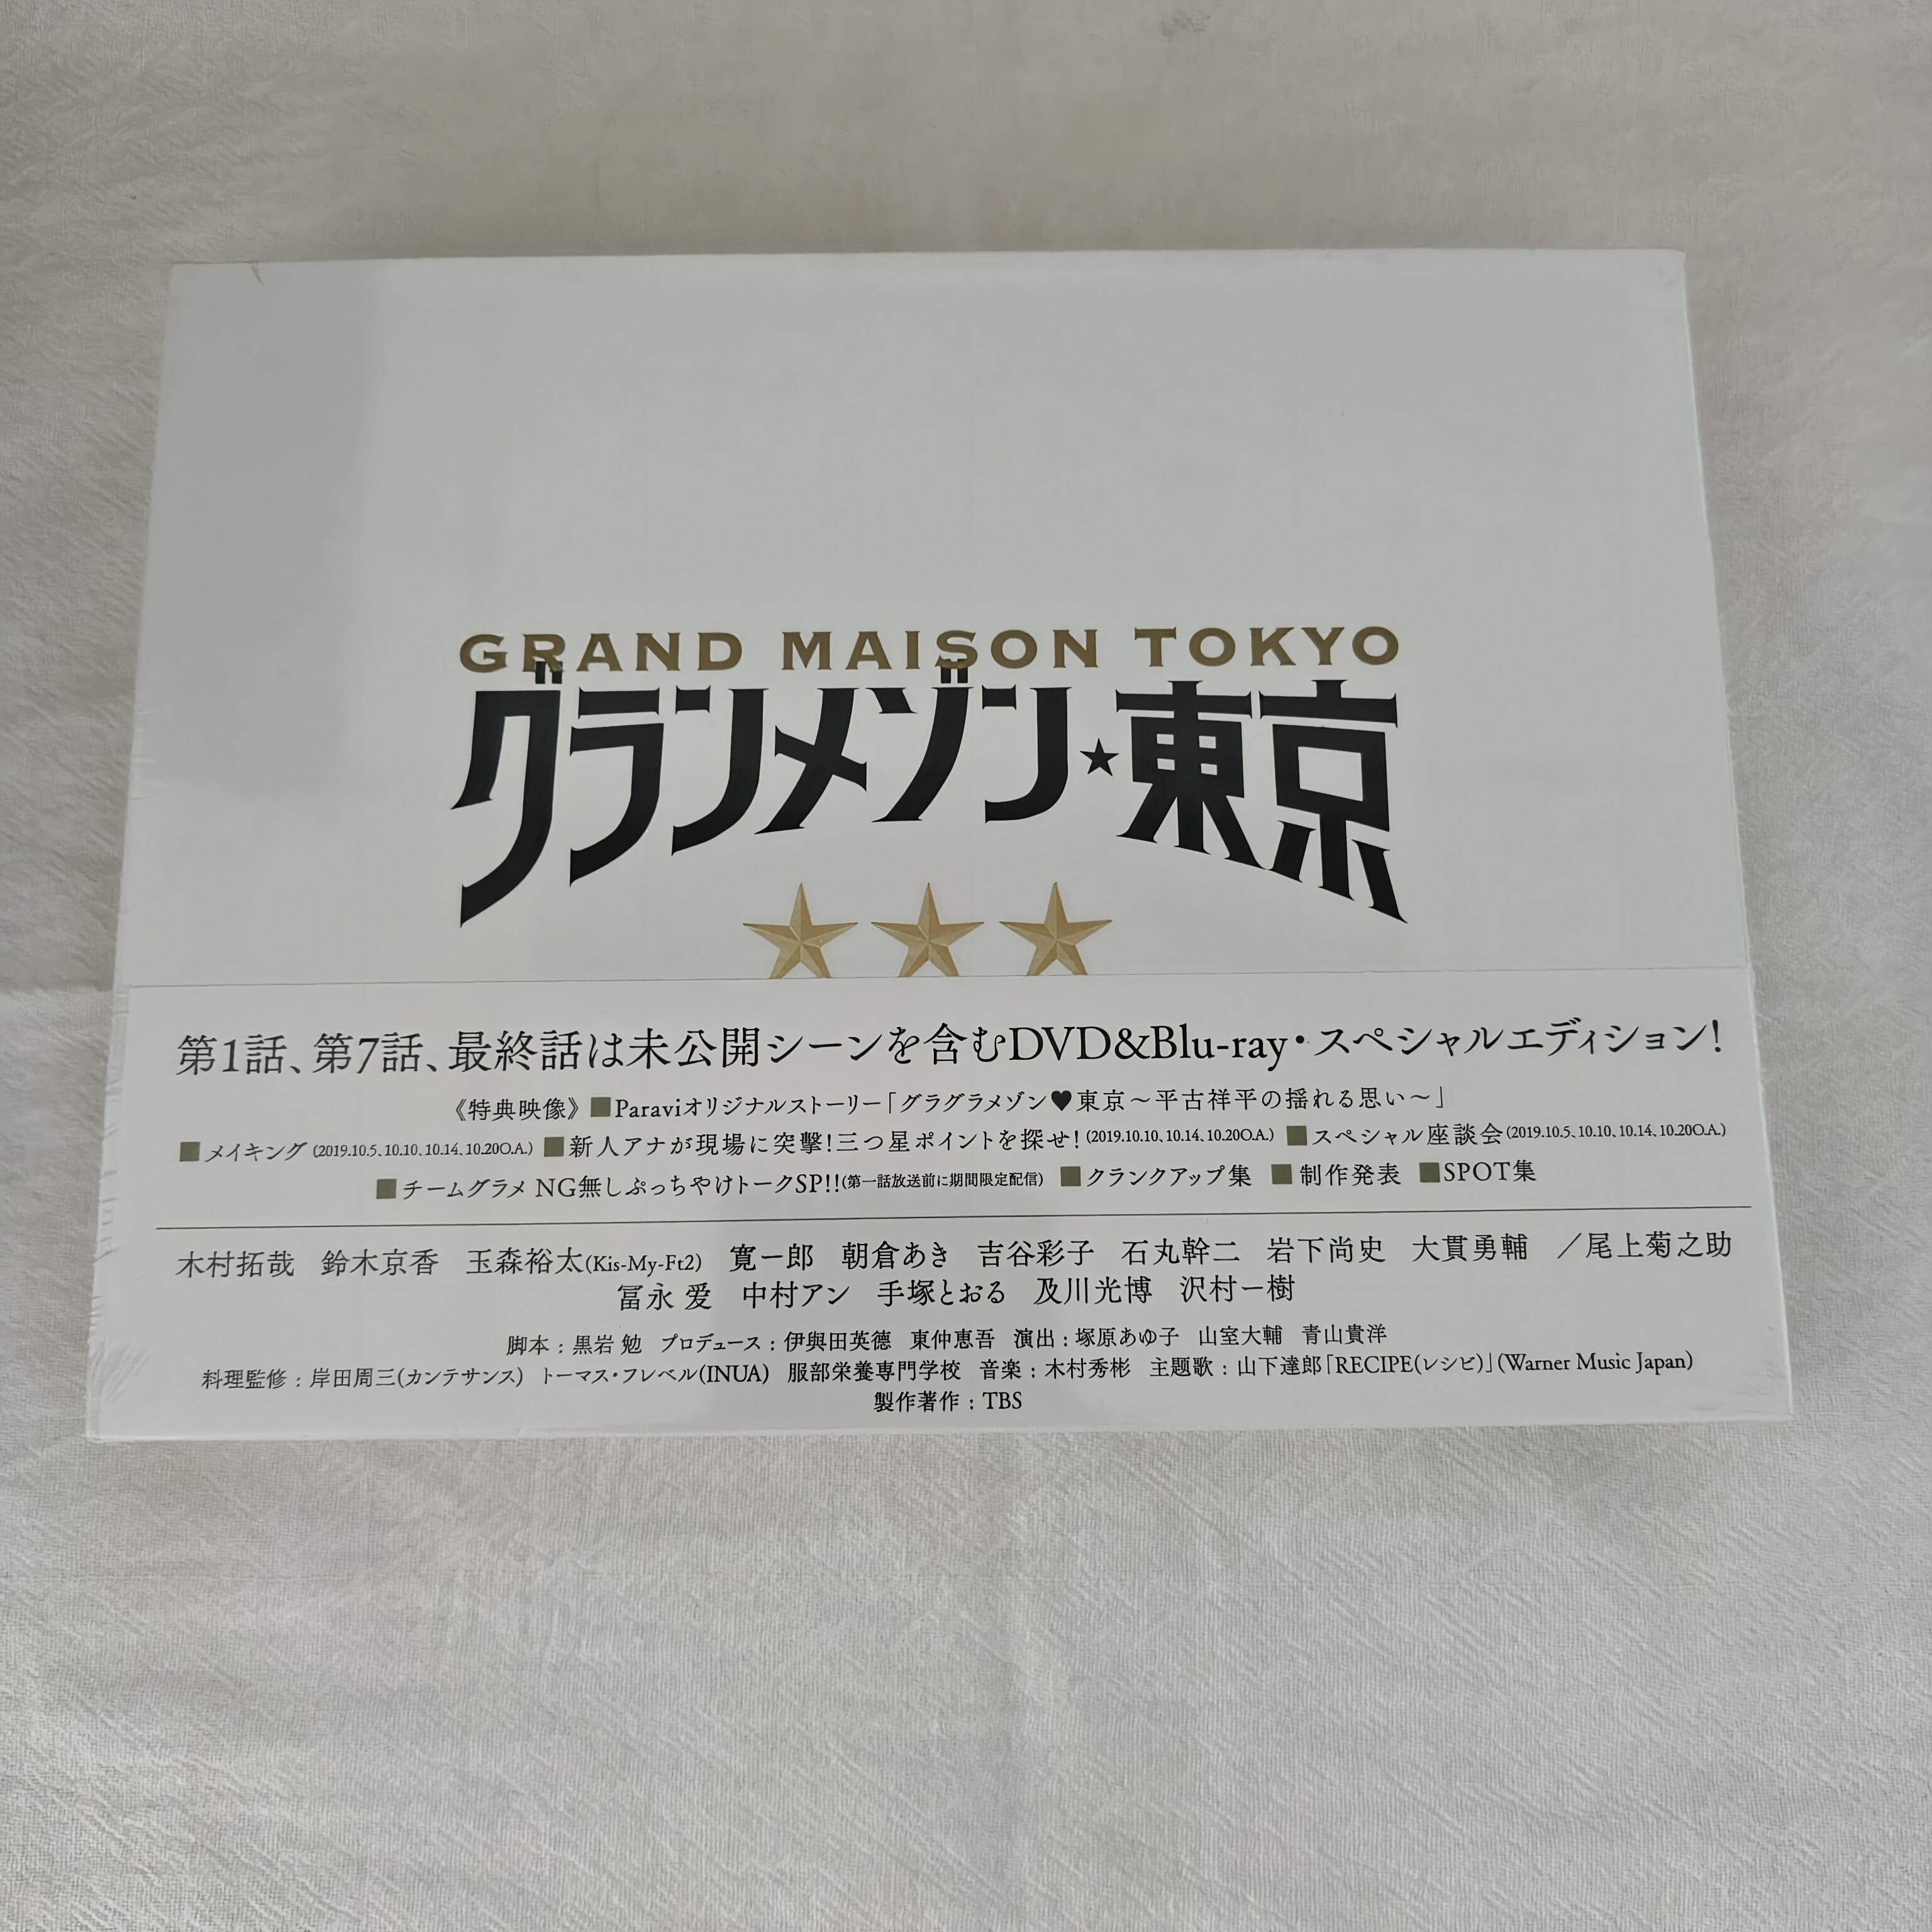 GRAND MAISON TOKYO
グランメゾン★東京
第1話、第7話、最終話は未公開シーンを含むDVD&Blu-ray・スペシャルエディション!
《特典映像》■Paraviオリジナルストーリー「グラグラメゾン♥東京～平古祥平の揺れる思い～」
■メイキング(2019.10.5、10.10、10.14、10.20O.A.) ■新人アナが現場に突撃!三つ星ポイントを探せ!(2019.10.10、10.14、10.20O.A.) ■スペシャル座談会(2019.10.5、10.10、10.14、10.20O.A.)
■チームグラメ NG無しぶっちゃけトークSP!!(第一話放送前に期間限定配信) ■クランクアップ集 ■制作発表 ■SPOT集
木村拓哉 鈴木京香 玉森裕太(Kis-My-Ft2) 寛一郎 朝倉あき 吉谷彩子 石丸幹二 岩下尚史 大貫勇輔 ／尾上菊之助
冨永 愛 中村アン 手塚とおる 及川光博 沢村一樹
脚本：黒岩 勉 プロデュース：伊與田英徳 東仲恵吾 演出：塚原あゆ子 山室大輔 青山貴洋
料理監修：岸田周三(カンテサンス) トーマス・フレベル(INUA) 服部栄養専門学校 音楽：木村秀彬 主題歌：山下達郎「RECIPE(レシピ)」(Warner Music Japan)
製作著作：TBS